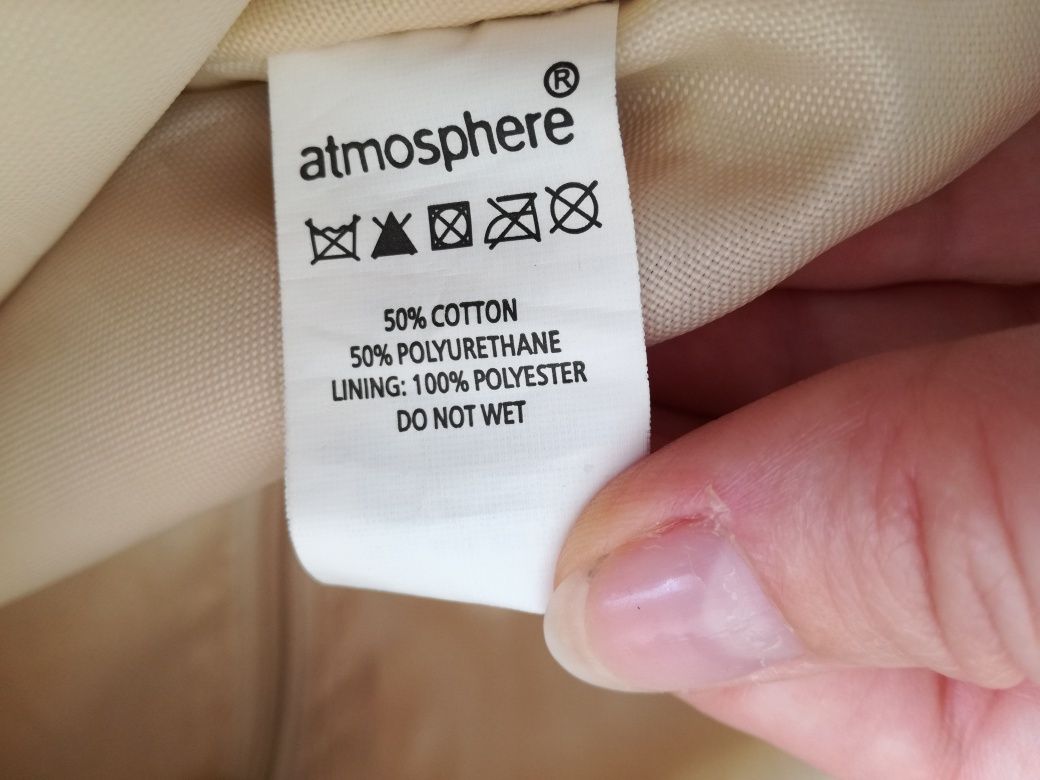 atmosphere®
50% COTTON
50% POLYURETHANE
LINING: 100% POLYESTER
DO NOT WET